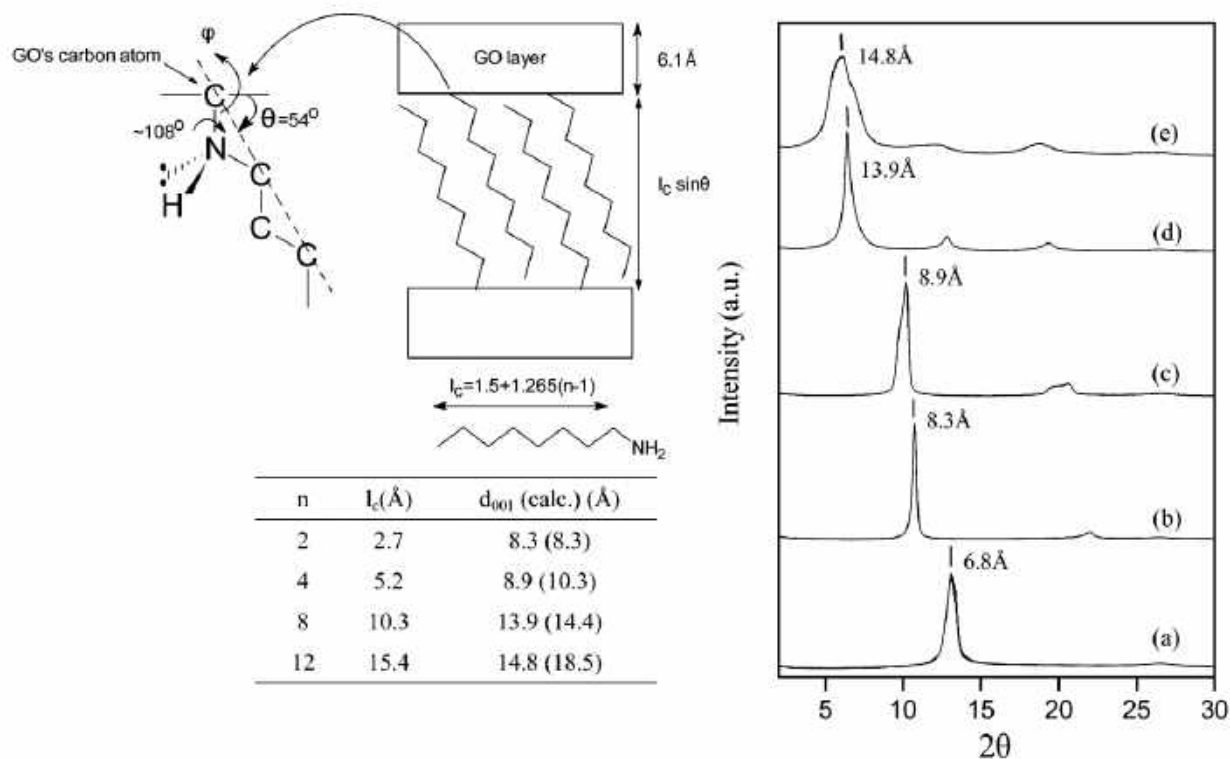 φ
GO's carbon atom
C
θ=54°
~108°
N
H
C
C
C
GO layer
6.1Å
I_C sinθ
I_C=1.5+1.265(n-1)
NH₂
n l_c(Å) d₀₀₁ (calc.) (Å)
2 2.7 8.3 (8.3)
4 5.2 8.9 (10.3)
8 10.3 13.9 (14.4)
12 15.4 14.8 (18.5)
Intensity (a.u.)
14.8Å
(e)
13.9Å
(d)
8.9Å
(c)
8.3Å
(b)
6.8Å
(a)
5 10 15 20 25 30
2θ